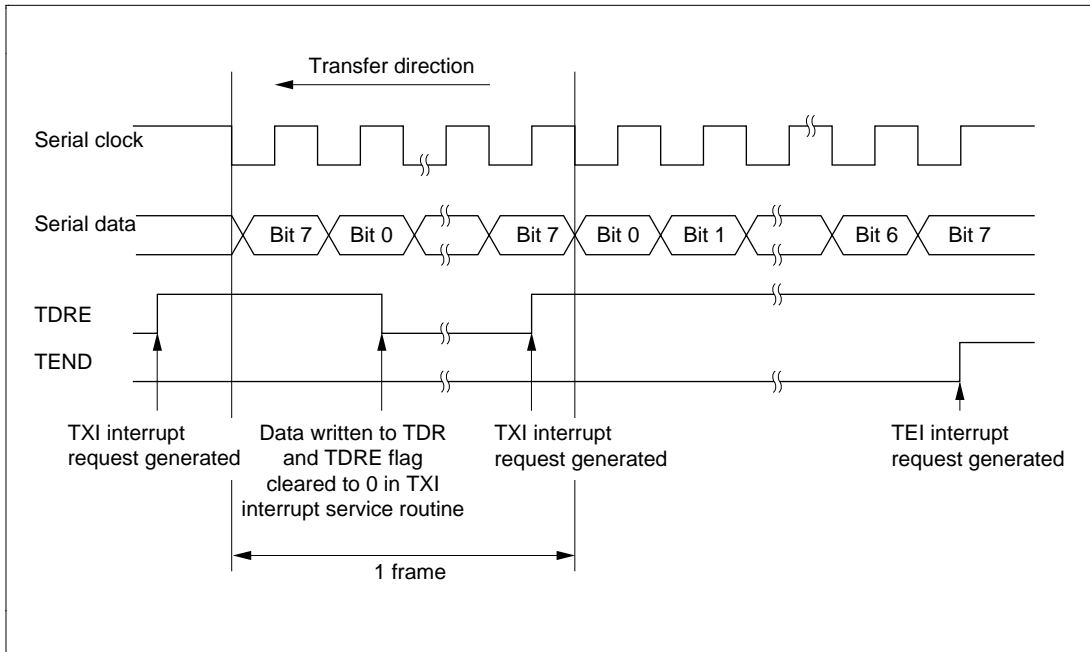 Transfer direction
Serial clock
Serial data
Bit 7
Bit 0
Bit 7
Bit 0
Bit 1
Bit 6
Bit 7
TDRE
TEND
TXI interrupt
request generated
Data written to TDR
and TDRE flag
cleared to 0 in TXI
interrupt service routine
TXI interrupt
request generated
TEI interrupt
request generated
1 frame